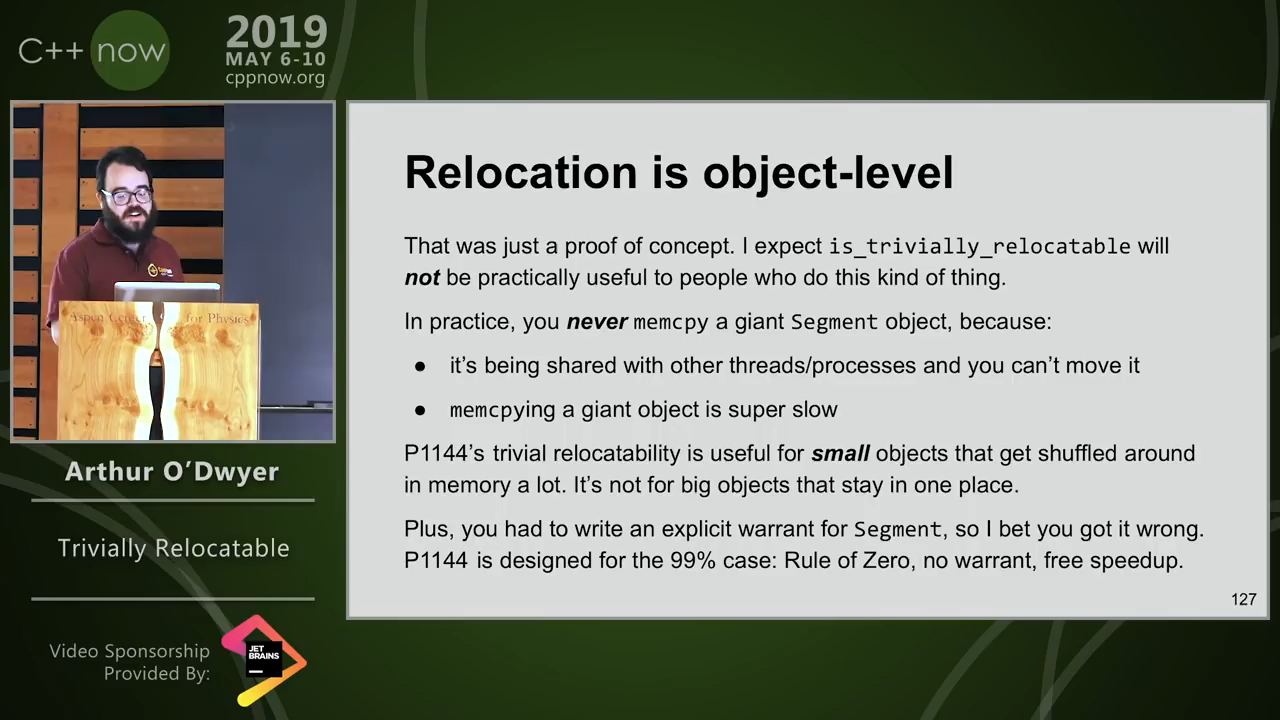 C++ now
2019
MAY 6-10
cppnow.org
Aspen Center for Physics
Arthur O'Dwyer
Trivially Relocatable
Video Sponsorship
Provided By:
JET
BRAINS
Relocation is object-level
That was just a proof of concept. I expect is_trivially_relocatable will
not be practically useful to people who do this kind of thing.
In practice, you never memcpy a giant Segment object, because:
● it's being shared with other threads/processes and you can't move it
● memcpying a giant object is super slow
P1144's trivial relocatability is useful for small objects that get shuffled around
in memory a lot. It's not for big objects that stay in one place.
Plus, you had to write an explicit warrant for Segment, so I bet you got it wrong.
P1144 is designed for the 99% case: Rule of Zero, no warrant, free speedup.
127